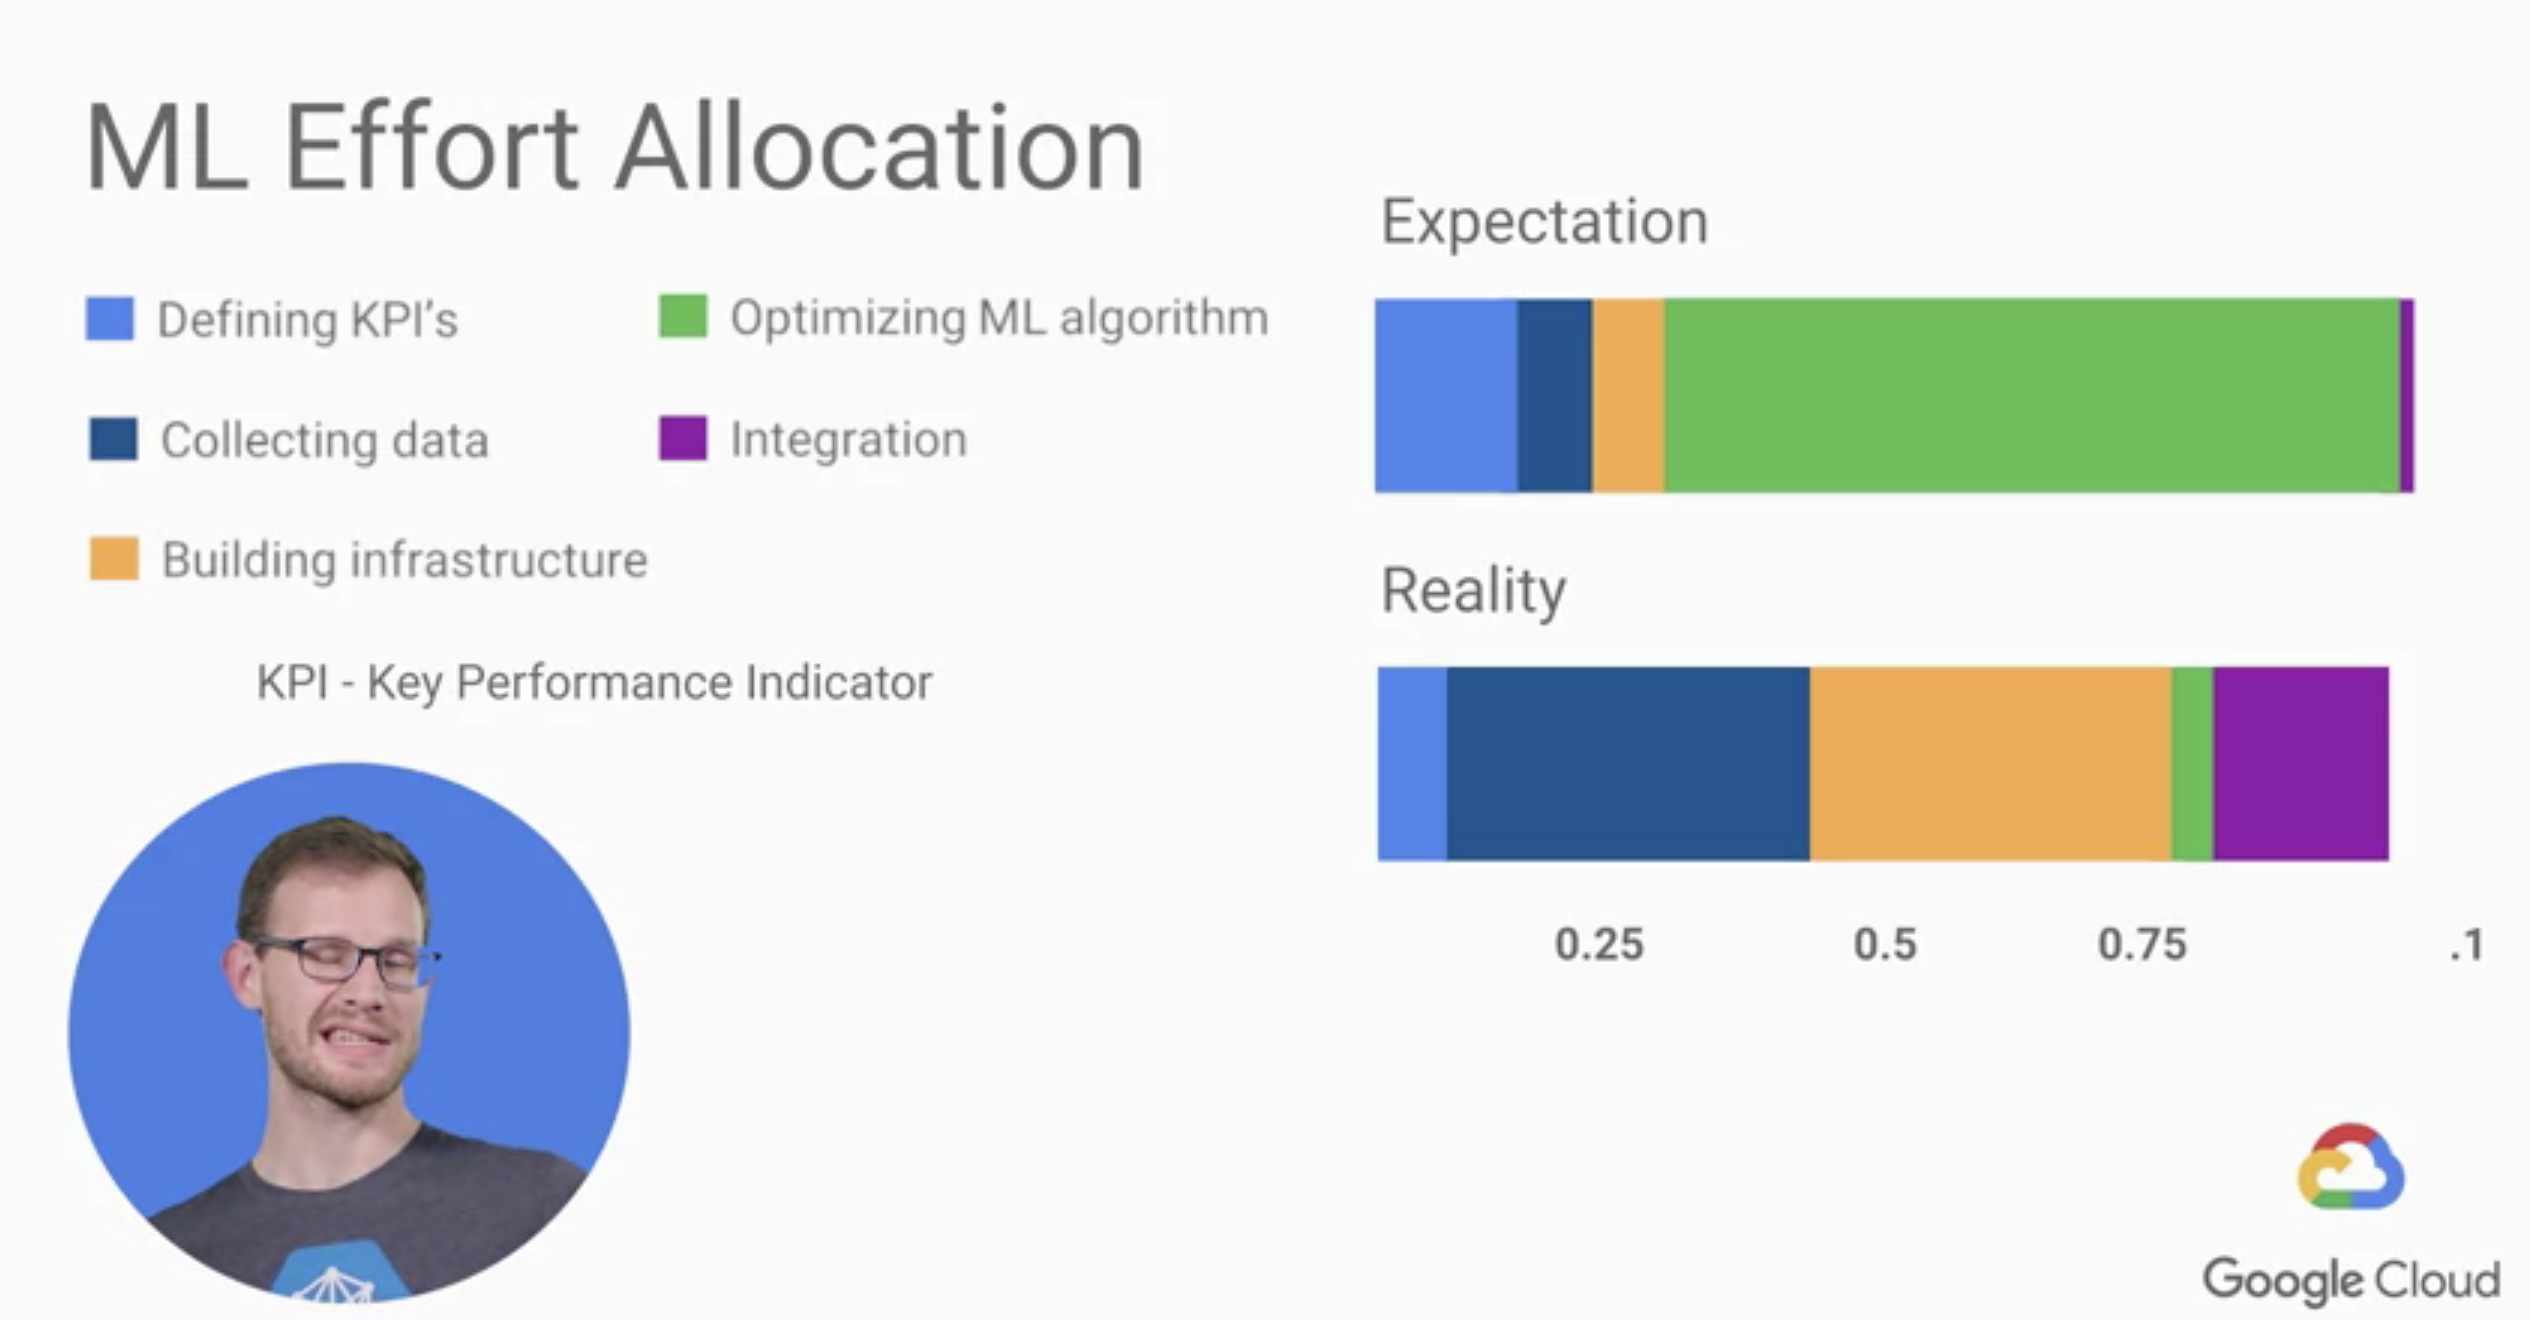 ML Effort Allocation
Defining KPI’s
Collecting data
Building infrastructure
Optimizing ML algorithm
Integration
KPI - Key Performance Indicator
Expectation
Reality
0.25 0.5 0.75 .1
Google Cloud